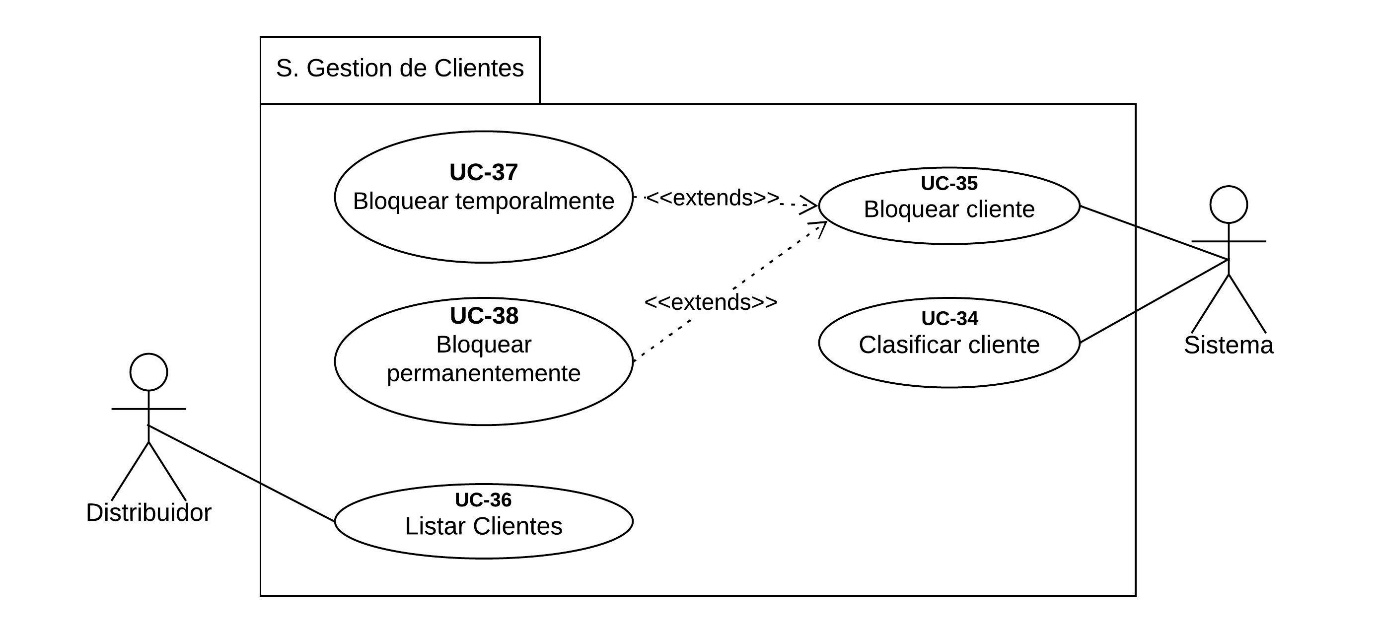 S. Gestion de Clientes
UC-37
Bloquear temporalmente
<<extends>>
UC-35
Bloquear cliente
UC-38
Bloquear
permanentemente
<<extends>>
UC-34
Clasificar cliente
Sistema
Distribuidor
UC-36
Listar Clientes